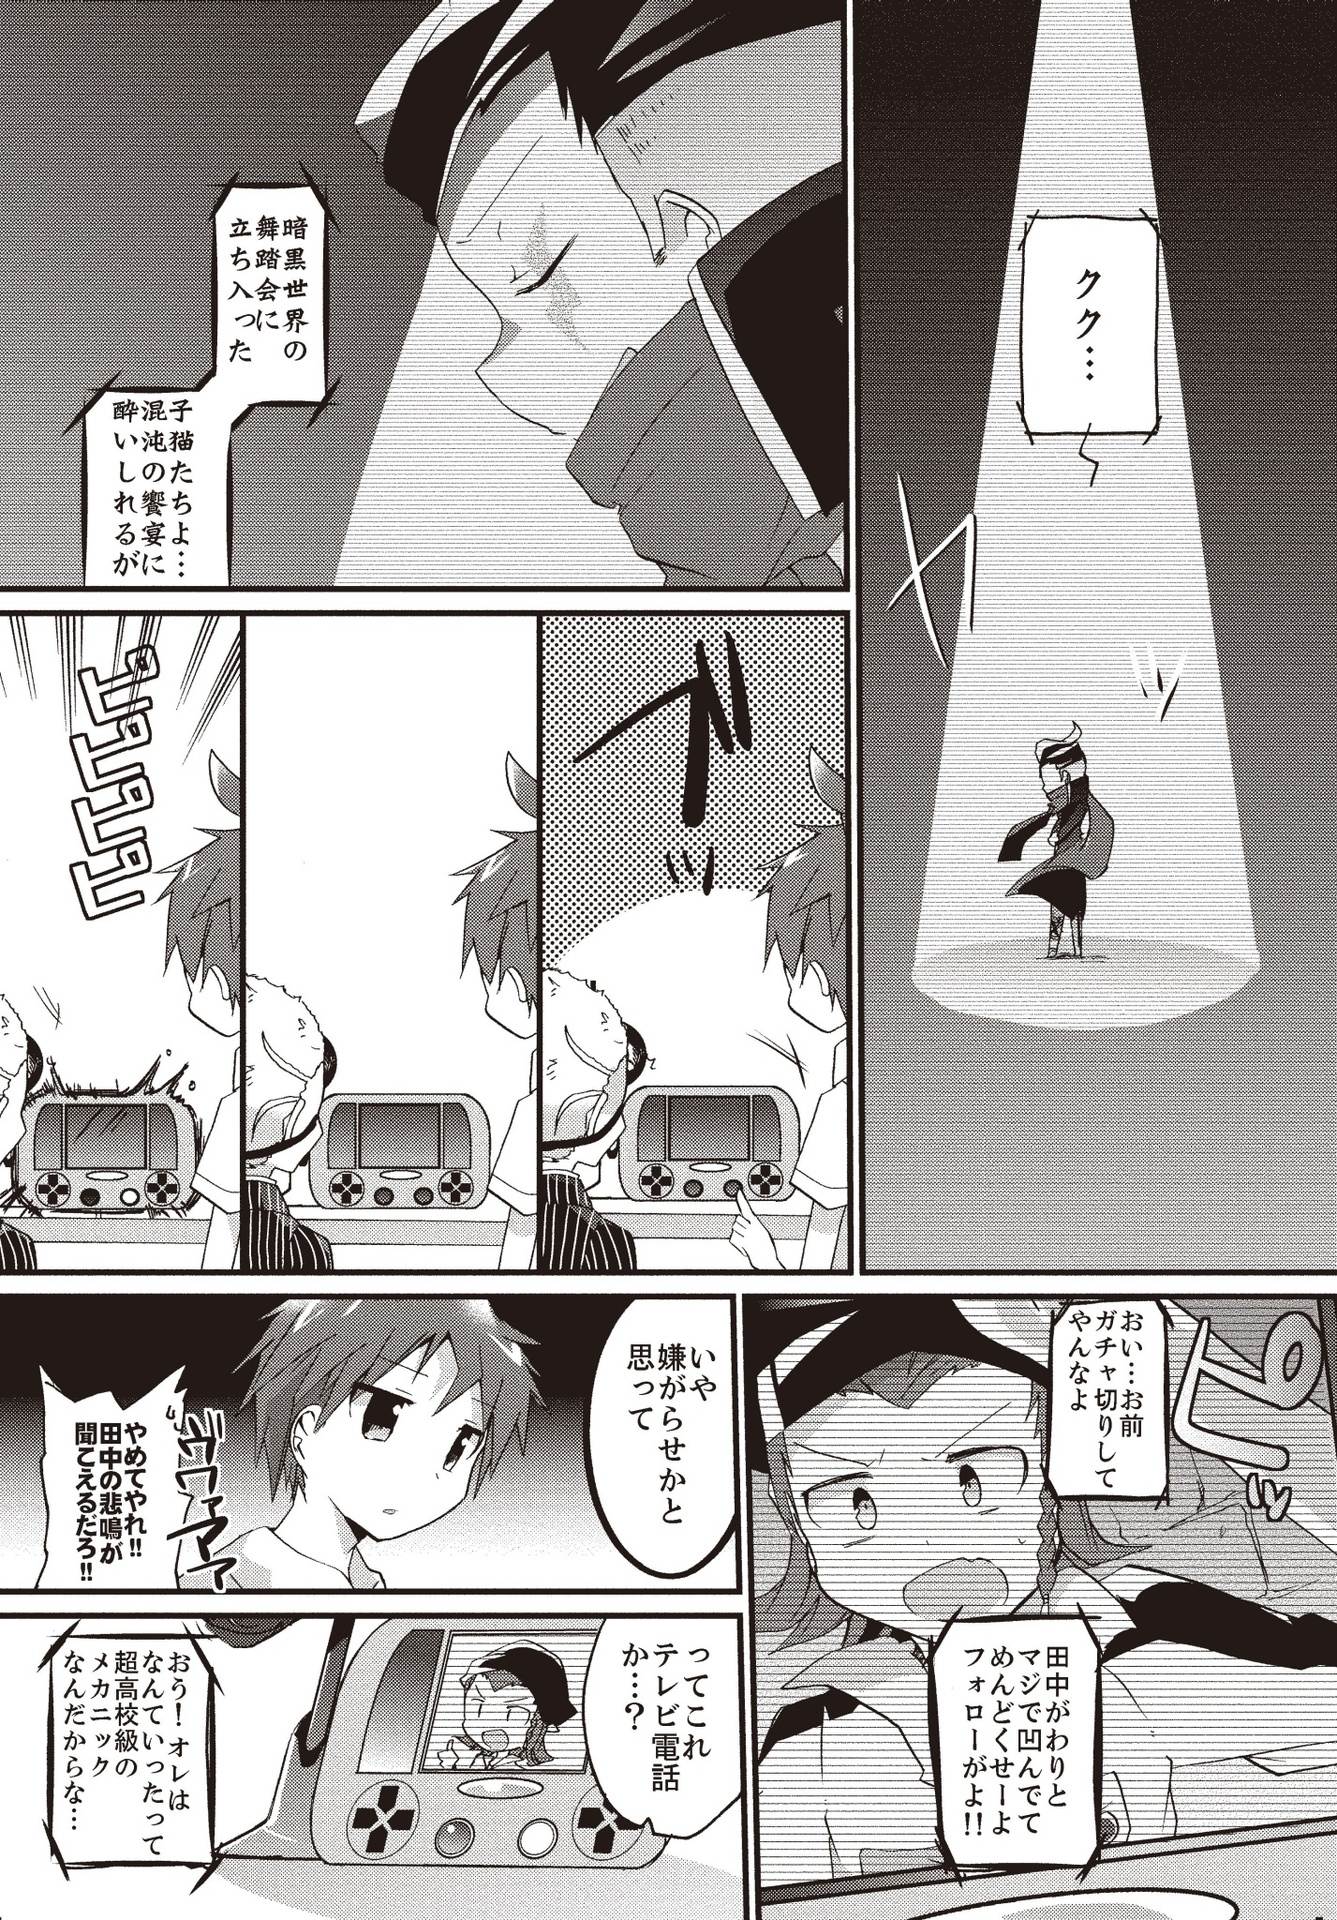 クク…
バッ
暗黒世界の
舞踏会に
立ち入った
子猫たちよ…
混沌の饗宴に
酔いしれるが
ブッ
ピピピピピ
ピッ
おい…お前
ガチャ切りして
やんなよ
田中がわりと
マジで凹んでて
めんどくせーよ
フォローがよ!!
いや
嫌がらせかと
思って
ヴワァァァ
やめてやれ!!
田中の悲鳴が
聞こえるだろ!!
ってこれ
テレビ電話
か…?
おう!オレは
なんていったって
超高校級の
メカニック
なんだからな…